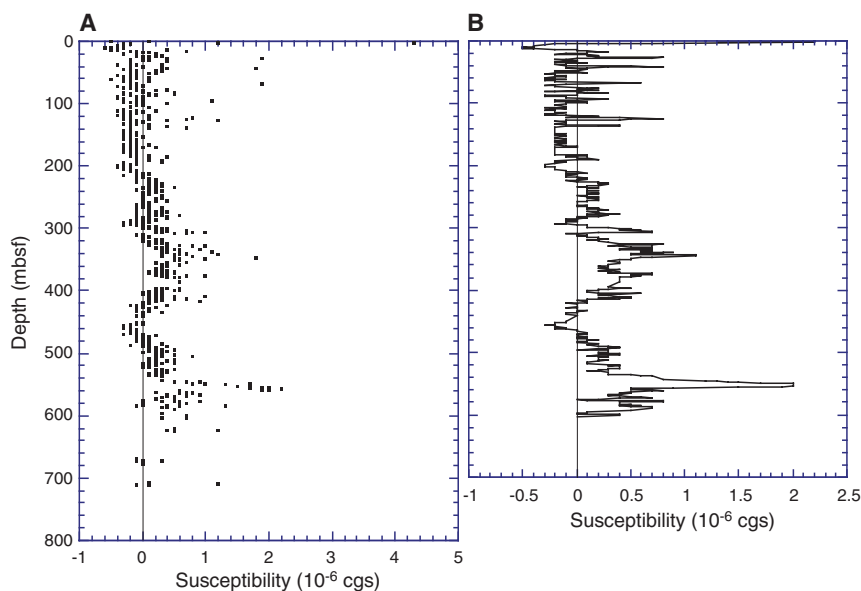 A
B
0
100
200
300
400
500
600
700
800
Depth (mbsf)
-1 0 1 2 3 4 5
Susceptibility (10-6 cgs)
-1 -0.5 0 0.5 1 1.5 2 2.5
Susceptibility (10-6 cgs)